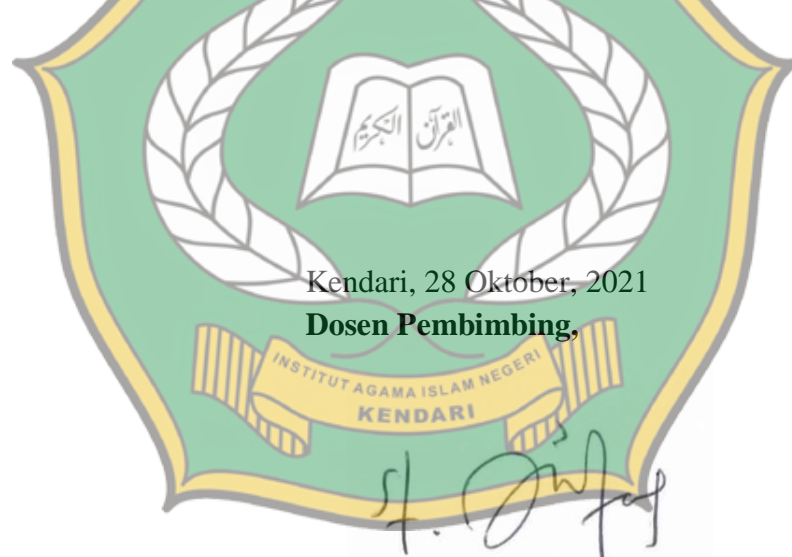 القرآن الكريم
Kendari, 28 Oktober, 2021
Dosen Pembimbing,
INSTITUT AGAMA ISLAM NEGERI
KENDARI